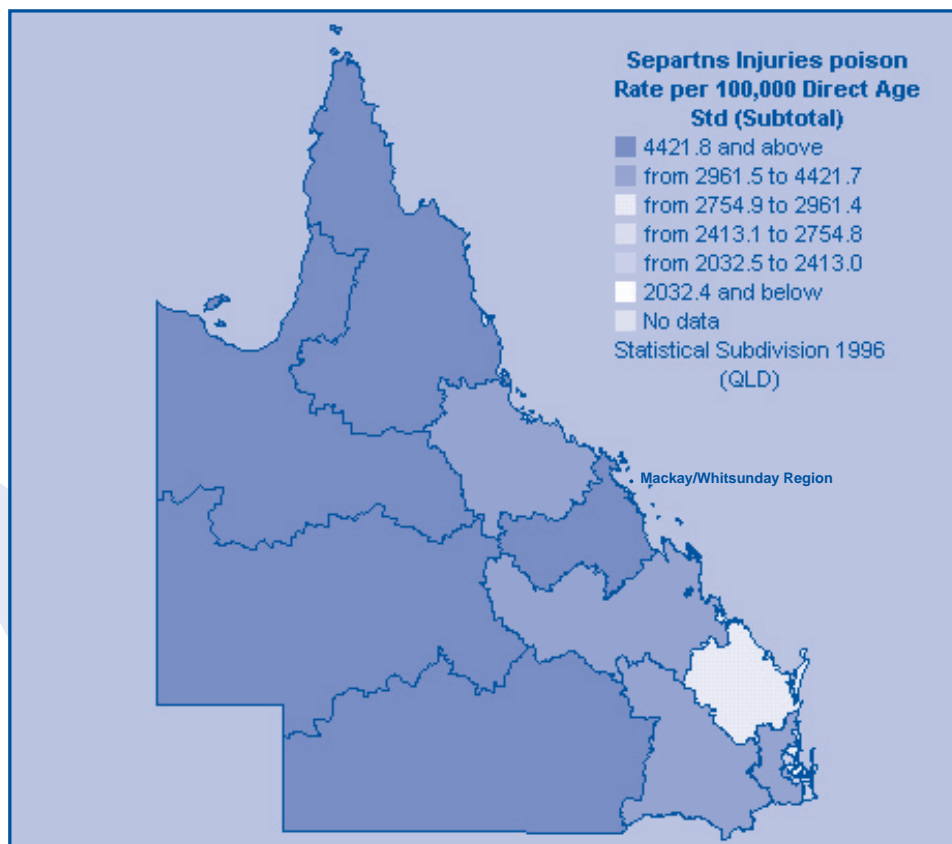 Separtns Injuries poison
Rate per 100,000 Direct Age
Std (Subtotal)
4421.8 and above
from 2961.5 to 4421.7
from 2754.9 to 2961.4
from 2413.1 to 2754.8
from 2032.5 to 2413.0
2032.4 and below
No data
Statistical Subdivision 1996
(QLD)
Mackay/Whitsunday Region